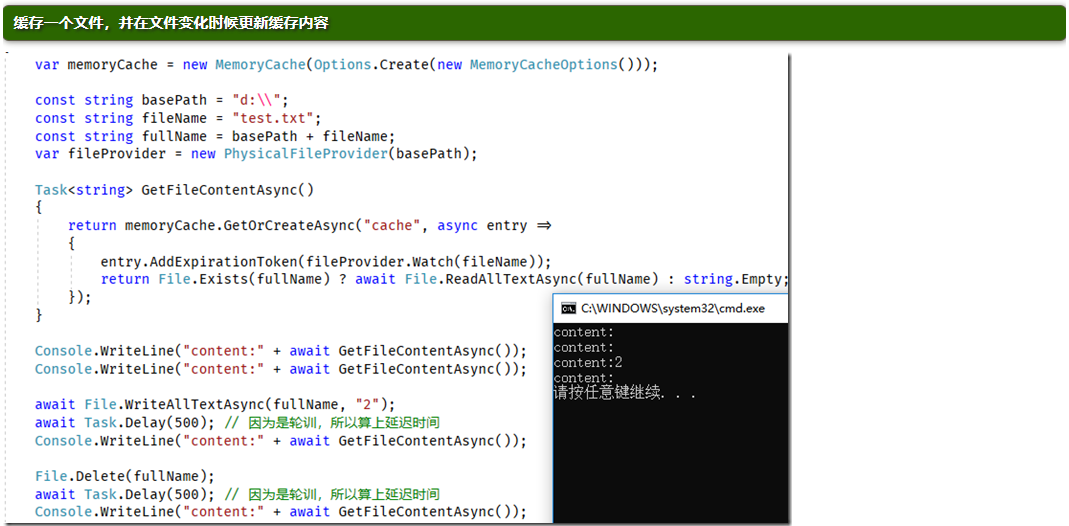 缓存一个文件，并在文件变化时候更新缓存内容
var memoryCache = new MemoryCache(Options.Create(new MemoryCacheOptions()));
const string basePath = "d:\\";
const string fileName = "test.txt";
const string fullName = basePath + fileName;
var fileProvider = new PhysicalFileProvider(basePath);
Task<string> GetFileContentAsync()
{
return memoryCache.GetOrCreateAsync("cache", async entry =>
{
entry.AddExpirationToken(fileProvider.Watch(fileName));
return File.Exists(fullName) ? await File.ReadAllTextAsync(fullName) : string.Empty;
});
}
Console.WriteLine("content:" + await GetFileContentAsync());
Console.WriteLine("content:" + await GetFileContentAsync());
await File.WriteAllTextAsync(fullName, "2");
await Task.Delay(500); // 因为是轮训，所以算上延迟时间
Console.WriteLine("content:" + await GetFileContentAsync());
File.Delete(fullName);
await Task.Delay(500); // 因为是轮训，所以算上延迟时间
Console.WriteLine("content:" + await GetFileContentAsync());
C:\WINDOWS\system32\cmd.exe
content:
content:
content:2
content:
请按任意键继续. . .